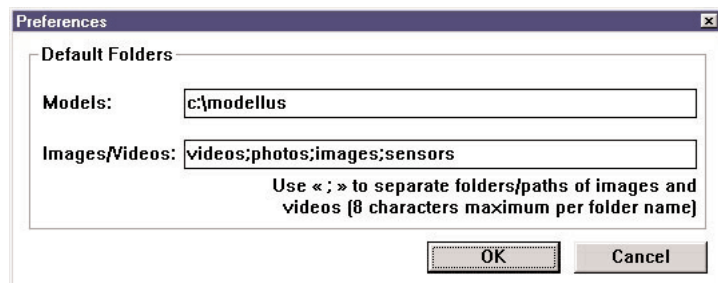 Preferences
Default Folders
Models: c:\modellus
Images/Videos: videos;photos;images;sensors
Use « ; » to separate folders/paths of images and
videos (8 characters maximum per folder name)
OK Cancel